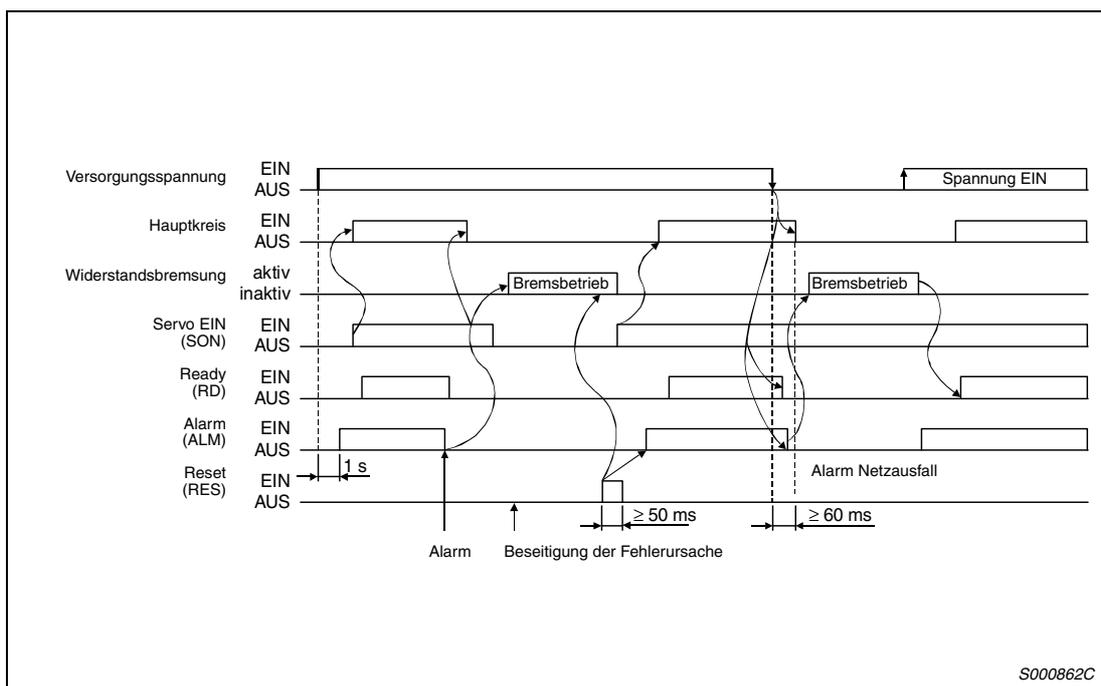 Versorgungsspannung EIN
AUS
Spannung EIN
Hauptkreis EIN
AUS
Widerstandsbremsung aktiv
inaktiv
Bremsbetrieb
Bremsbetrieb
Servo EIN
(SON)
EIN
AUS
Ready
(RD)
EIN
AUS
Alarm
(ALM)
EIN
AUS
1 s
Alarm Netzausfall
Reset
(RES)
EIN
AUS
≥ 50 ms
≥ 60 ms
Alarm
Beseitigung der Fehlerursache
S000862C